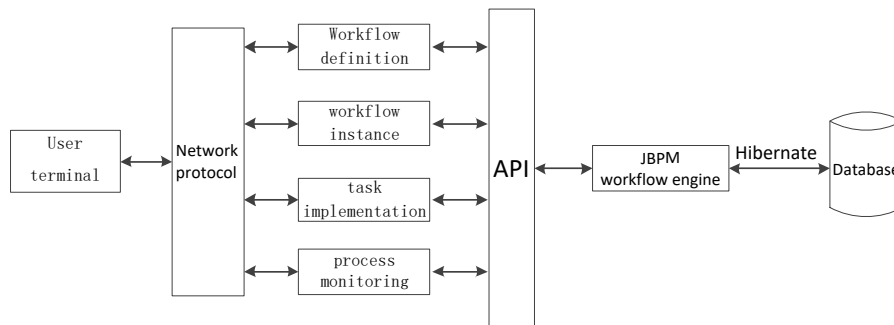 User
terminal
Network
protocol
Workflow
definition
workflow
instance
task
implementation
process
monitoring
API
JBPM
workflow engine
Hibernate
Database